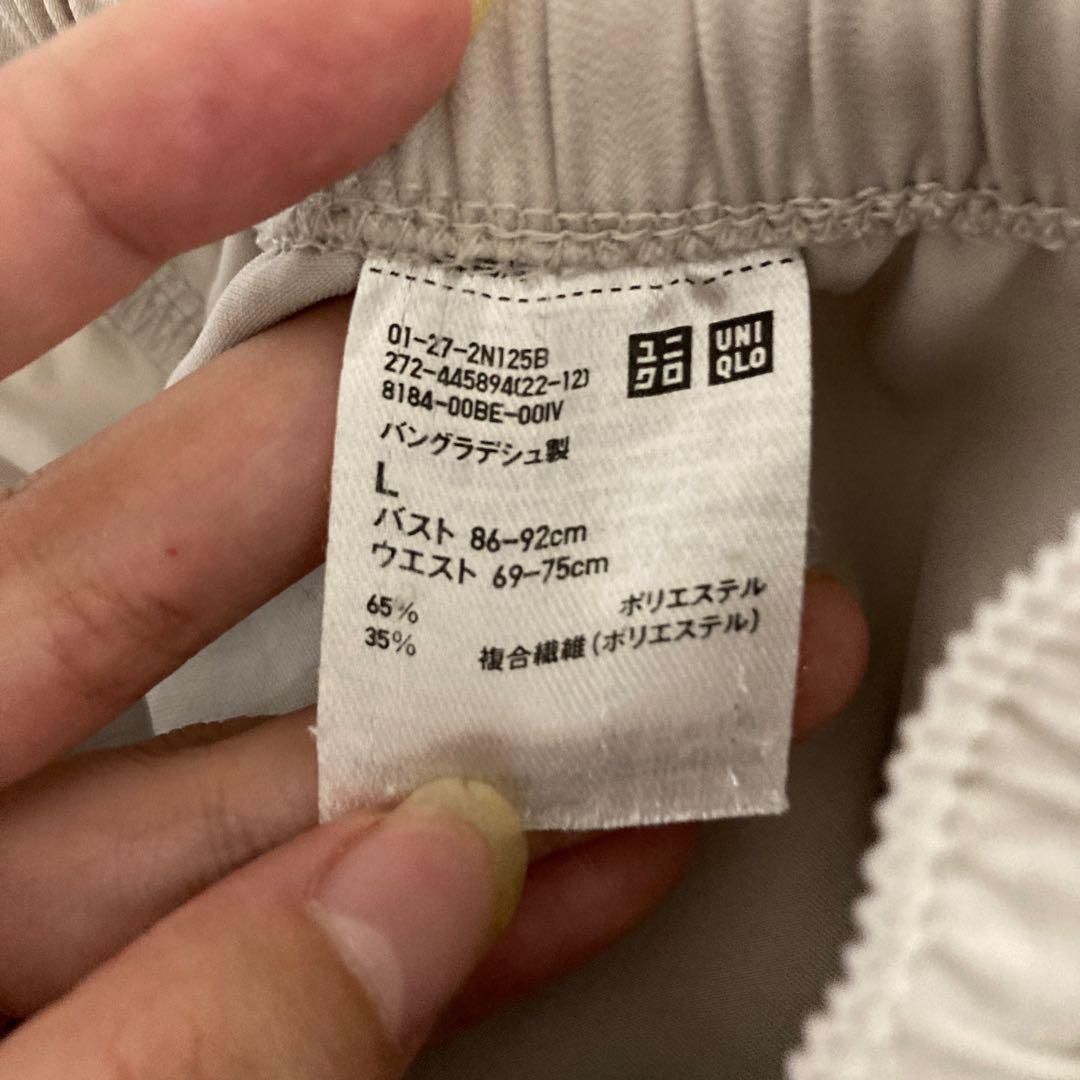 01-27-2N125B
272-445894(22-12)
8184-00BE-00IV
ユニクロ
UNIQLO
バングラデシュ製
L
バスト 86-92cm
ウエスト 69-75cm
65% ポリエステル
35% 複合繊維(ポリエステル)